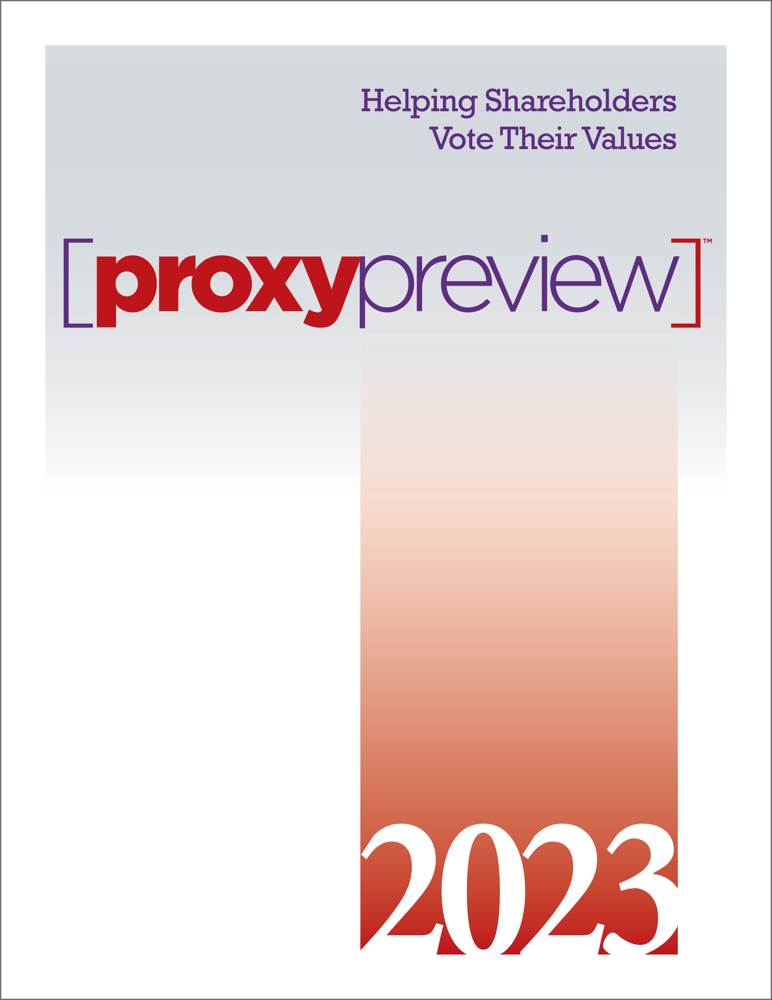 Helping Shareholders
Vote Their Values
[proxypreview]™
2023